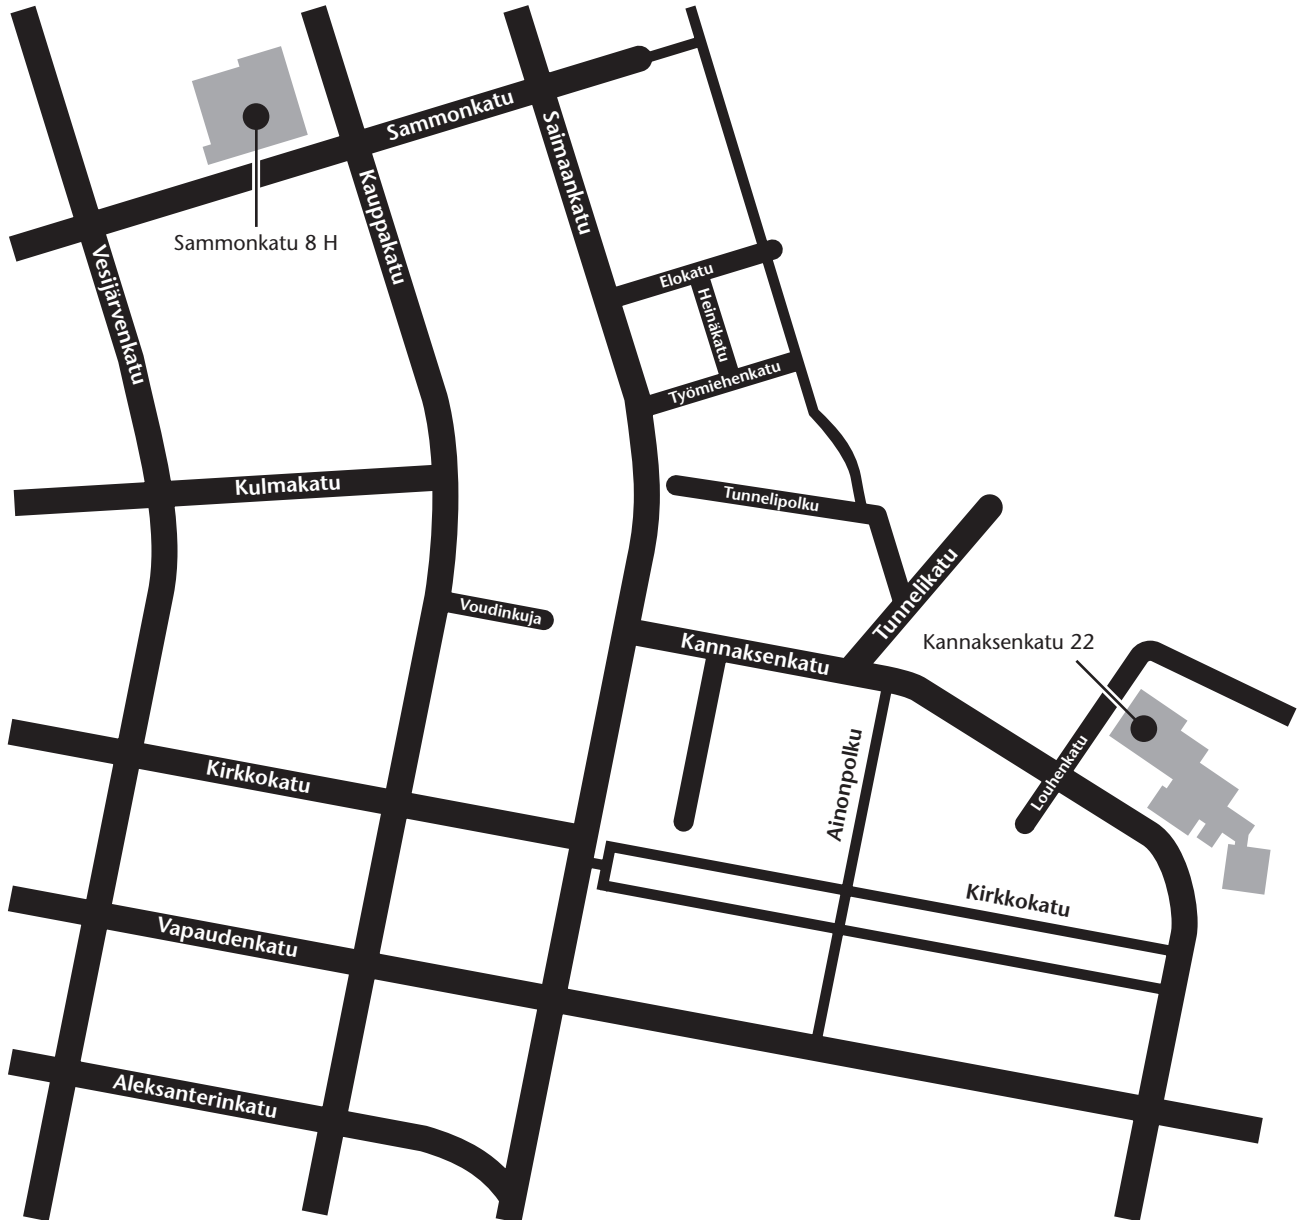 Sammonkatu
Saimaankatu
Kauppakatu
Sammonkatu 8 H
Vesijärvenkatu
Elokatu
Heinäkatu
Työmiehenkatu
Kulmakatu
Tunnelipolku
Tunnelikatu
Voudinkuja
Kannaksenkatu
Kannaksenkatu 22
Louhenkatu
Ainonpolku
Kirkkokatu
Kirkkokatu
Vapaudenkatu
Aleksanterinkatu